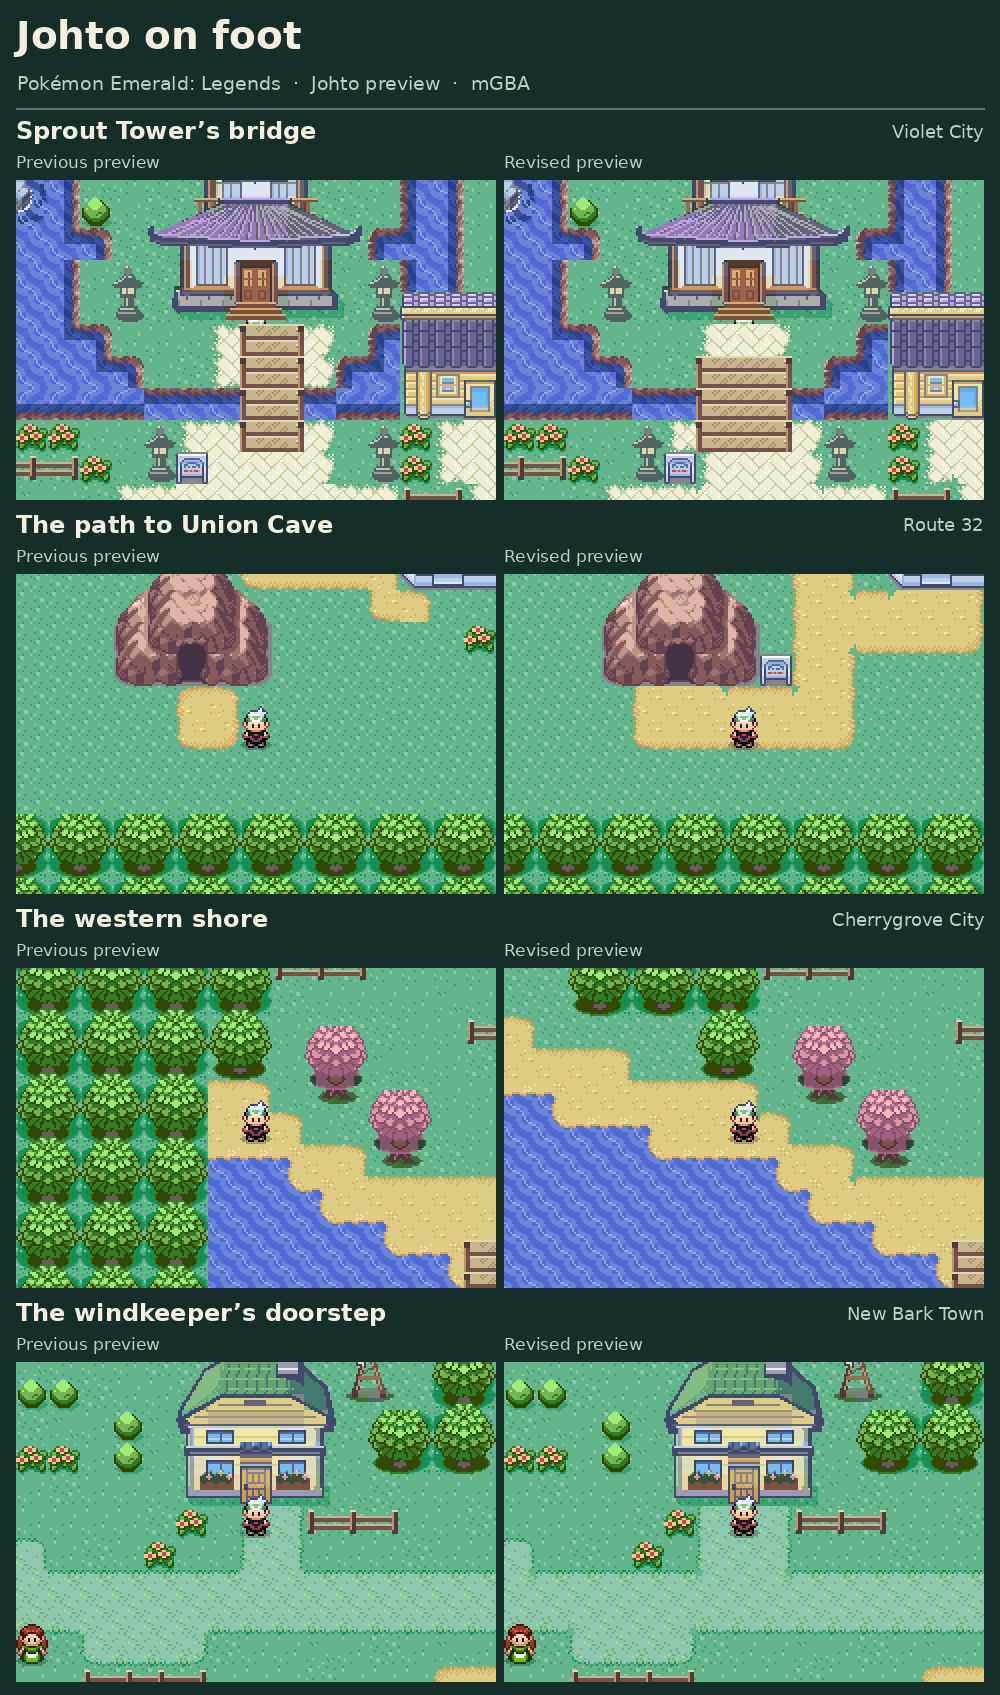 Johto on foot
Pokémon Emerald: Legends · Johto preview · mGBA
Sprout Tower’s bridge
Violet City
Previous preview
Revised preview
The path to Union Cave
Route 32
Previous preview
Revised preview
The western shore
Cherrygrove City
Previous preview
Revised preview
The windkeeper’s doorstep
New Bark Town
Previous preview
Revised preview